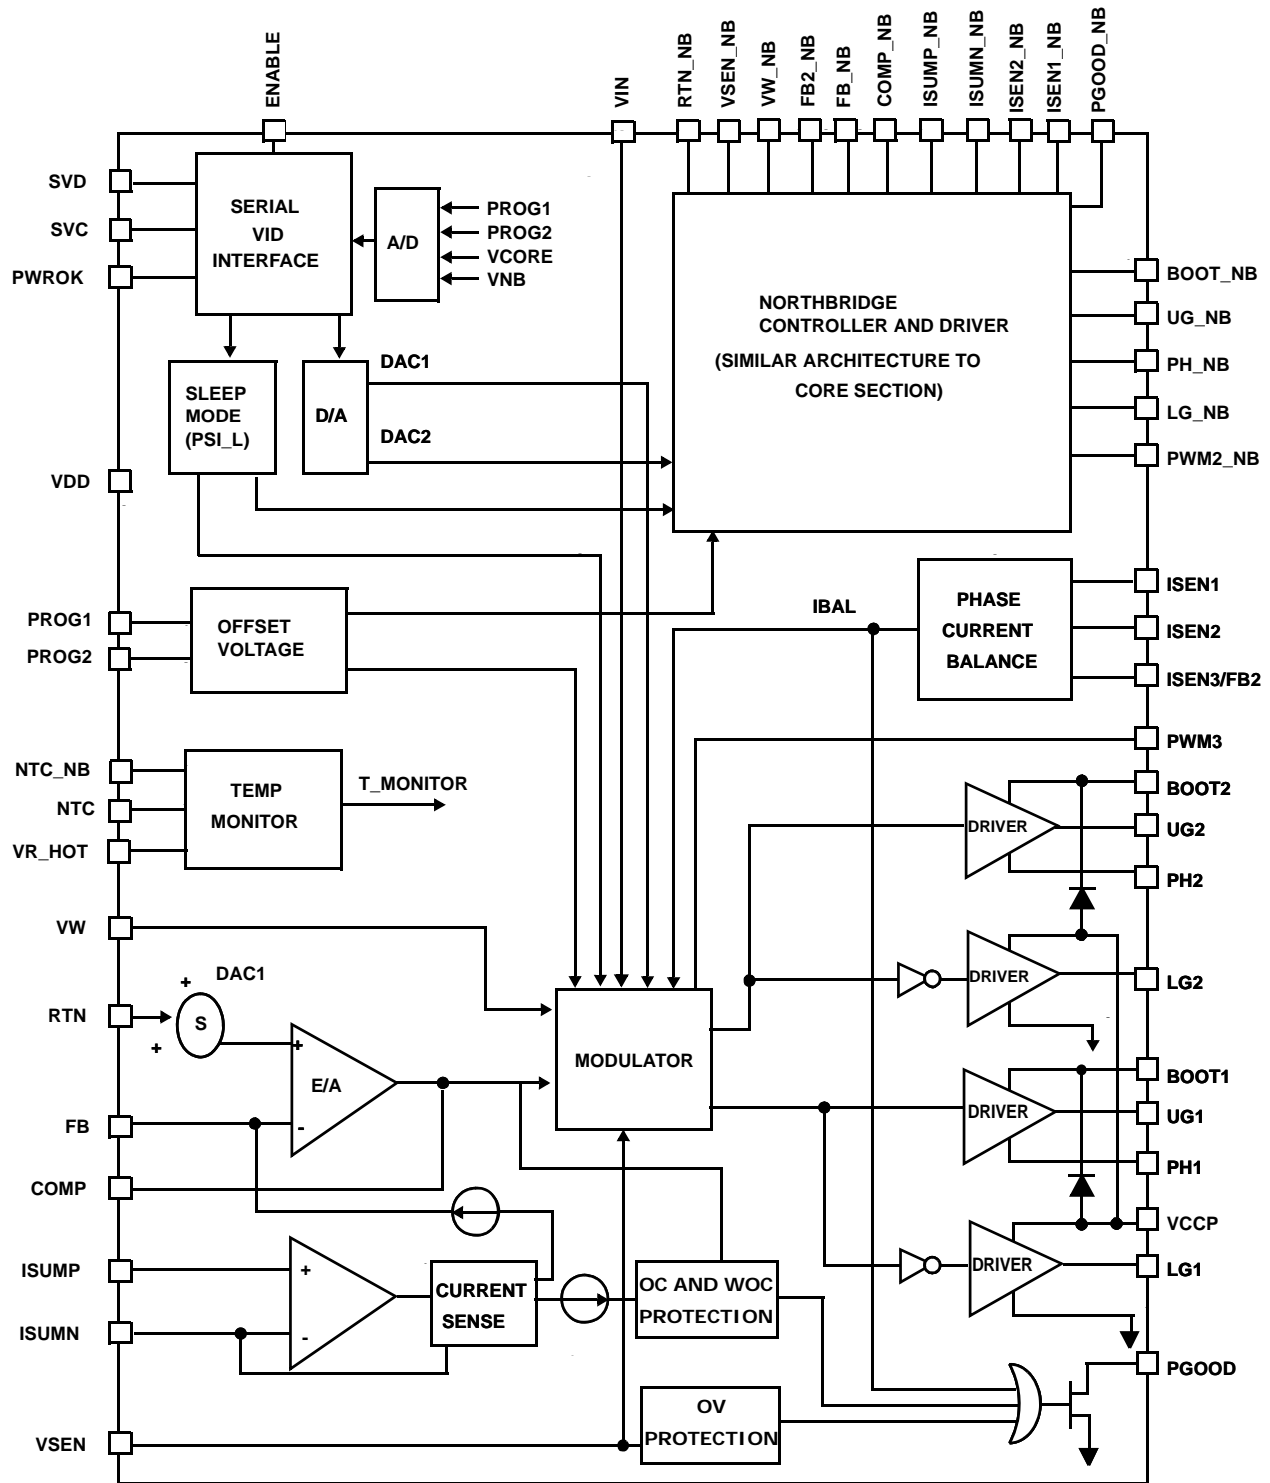 ENABLE
VIN
RTN_NB
VSEN_NB
VW_NB
FB2_NB
FB_NB
COMP_NB
ISUMP_NB
ISUMN_NB
ISEN2_NB
ISEN1_NB
PGOOD_NB
SVD
SVC
PWROK
SERIAL
VID
INTERFACE
A/D
PROG1
PROG2
VCORE
VNB
NORTHBRIDGE
CONTROLLER AND DRIVER
(SIMILAR ARCHITECTURE TO
CORE SECTION)
BOOT_NB
UG_NB
PH_NB
LG_NB
PWM2_NB
SLEEP
MODE
(PSI_L)
D/A
DAC1
DAC2
VDD
PROG1
PROG2
OFFSET
VOLTAGE
IBAL
PHASE
CURRENT
BALANCE
ISEN1
ISEN2
ISEN3/FB2
PWM3
NTC_NB
NTC
VR_HOT
TEMP
MONITOR
T_MONITOR
DRIVER
BOOT2
UG2
PH2
VW
RTN
+
+
S
DAC1
+
-
E/A
MODULATOR
DRIVER
LG2
DRIVER
BOOT1
UG1
PH1
FB
COMP
ISUMP
ISUMN
+
-
CURRENT
SENSE
OC AND WOC
PROTECTION
DRIVER
VCCP
LG1
PGOOD
VSEN
OV
PROTECTION